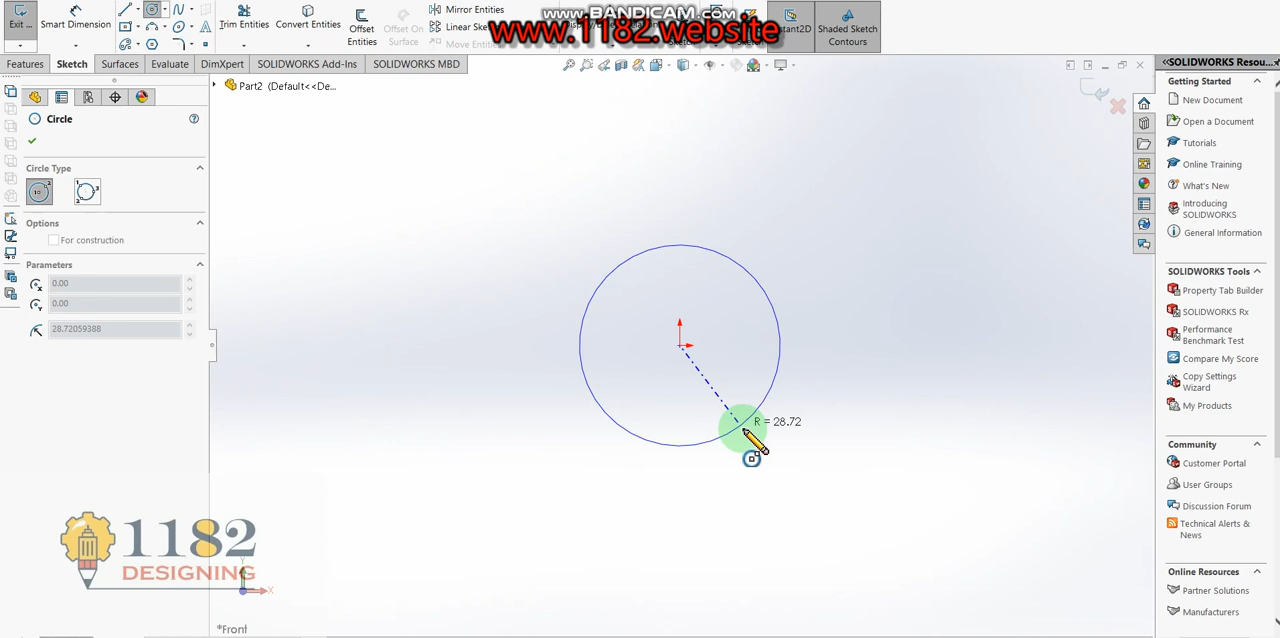 WWW.BANDICAM.COM
www.1182.website
Exit ...
Smart Dimension
Trim Entities
Convert Entities
Offset Entities
Offset On Surface
Mirror Entities
Linear Ske
Move Entities
Instant2D
Shaded Sketch Contours
Features
Sketch
Surfaces
Evaluate
DimXpert
SOLIDWORKS Add-Ins
SOLIDWORKS MBD
Part2 (Default<<De...
Circle
Circle Type
Options
For construction
Parameters
0.00
0.00
28.72059388
R = 28.72
1182
DESIGNING
Y
X
*Front
SOLIDWORKS Resou...
Getting Started
New Document
Open a Document
Tutorials
Online Training
What's New
Introducing
SOLIDWORKS
General Information
SOLIDWORKS Tools
Property Tab Builder
SOLIDWORKS Rx
Performance
Benchmark Test
Compare My Score
Copy Settings
Wizard
My Products
Community
Customer Portal
User Groups
Discussion Forum
Technical Alerts &
News
Online Resources
Partner Solutions
Manufacturers